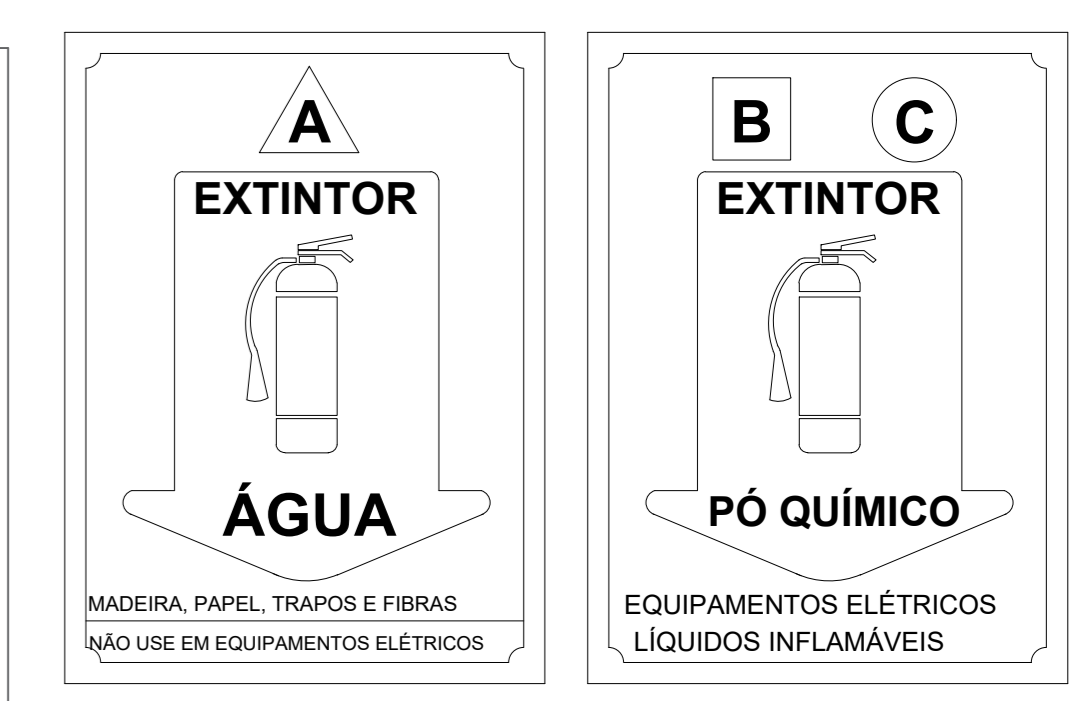 A
EXTINTOR
ÁGUA
MADEIRA, PAPEL, TRAPOS E FIBRAS
NÃO USE EM EQUIPAMENTOS ELÉTRICOS
B C
EXTINTOR
PÓ QUÍMICO
EQUIPAMENTOS ELÉTRICOS
LÍQUIDOS INFLAMÁVEIS